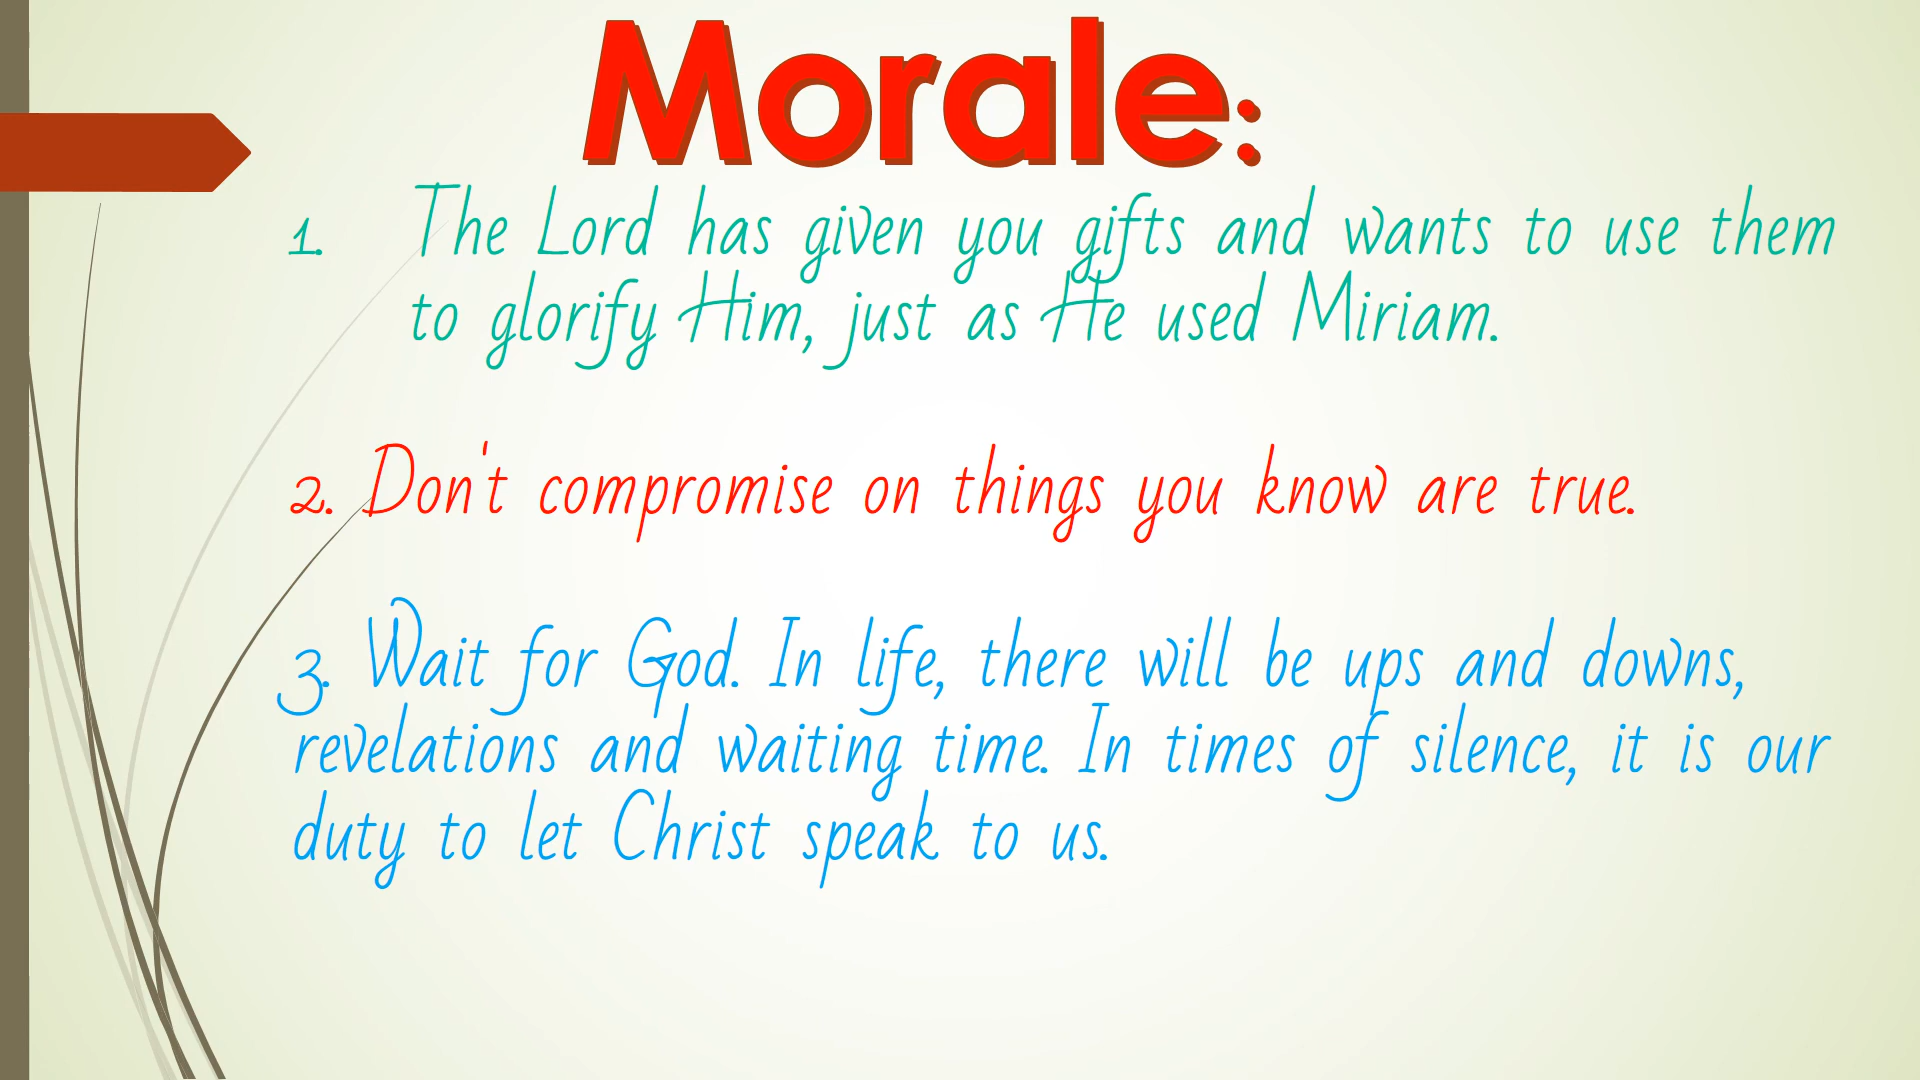 Morale:
1. The Lord has given you gifts and wants to use them
to glorify Him, just as He used Miriam.
2. Don't compromise on things you know are true.
3. Wait for God. In life, there will be ups and downs,
revelations and waiting time. In times of silence, it is our
duty to let Christ speak to us.